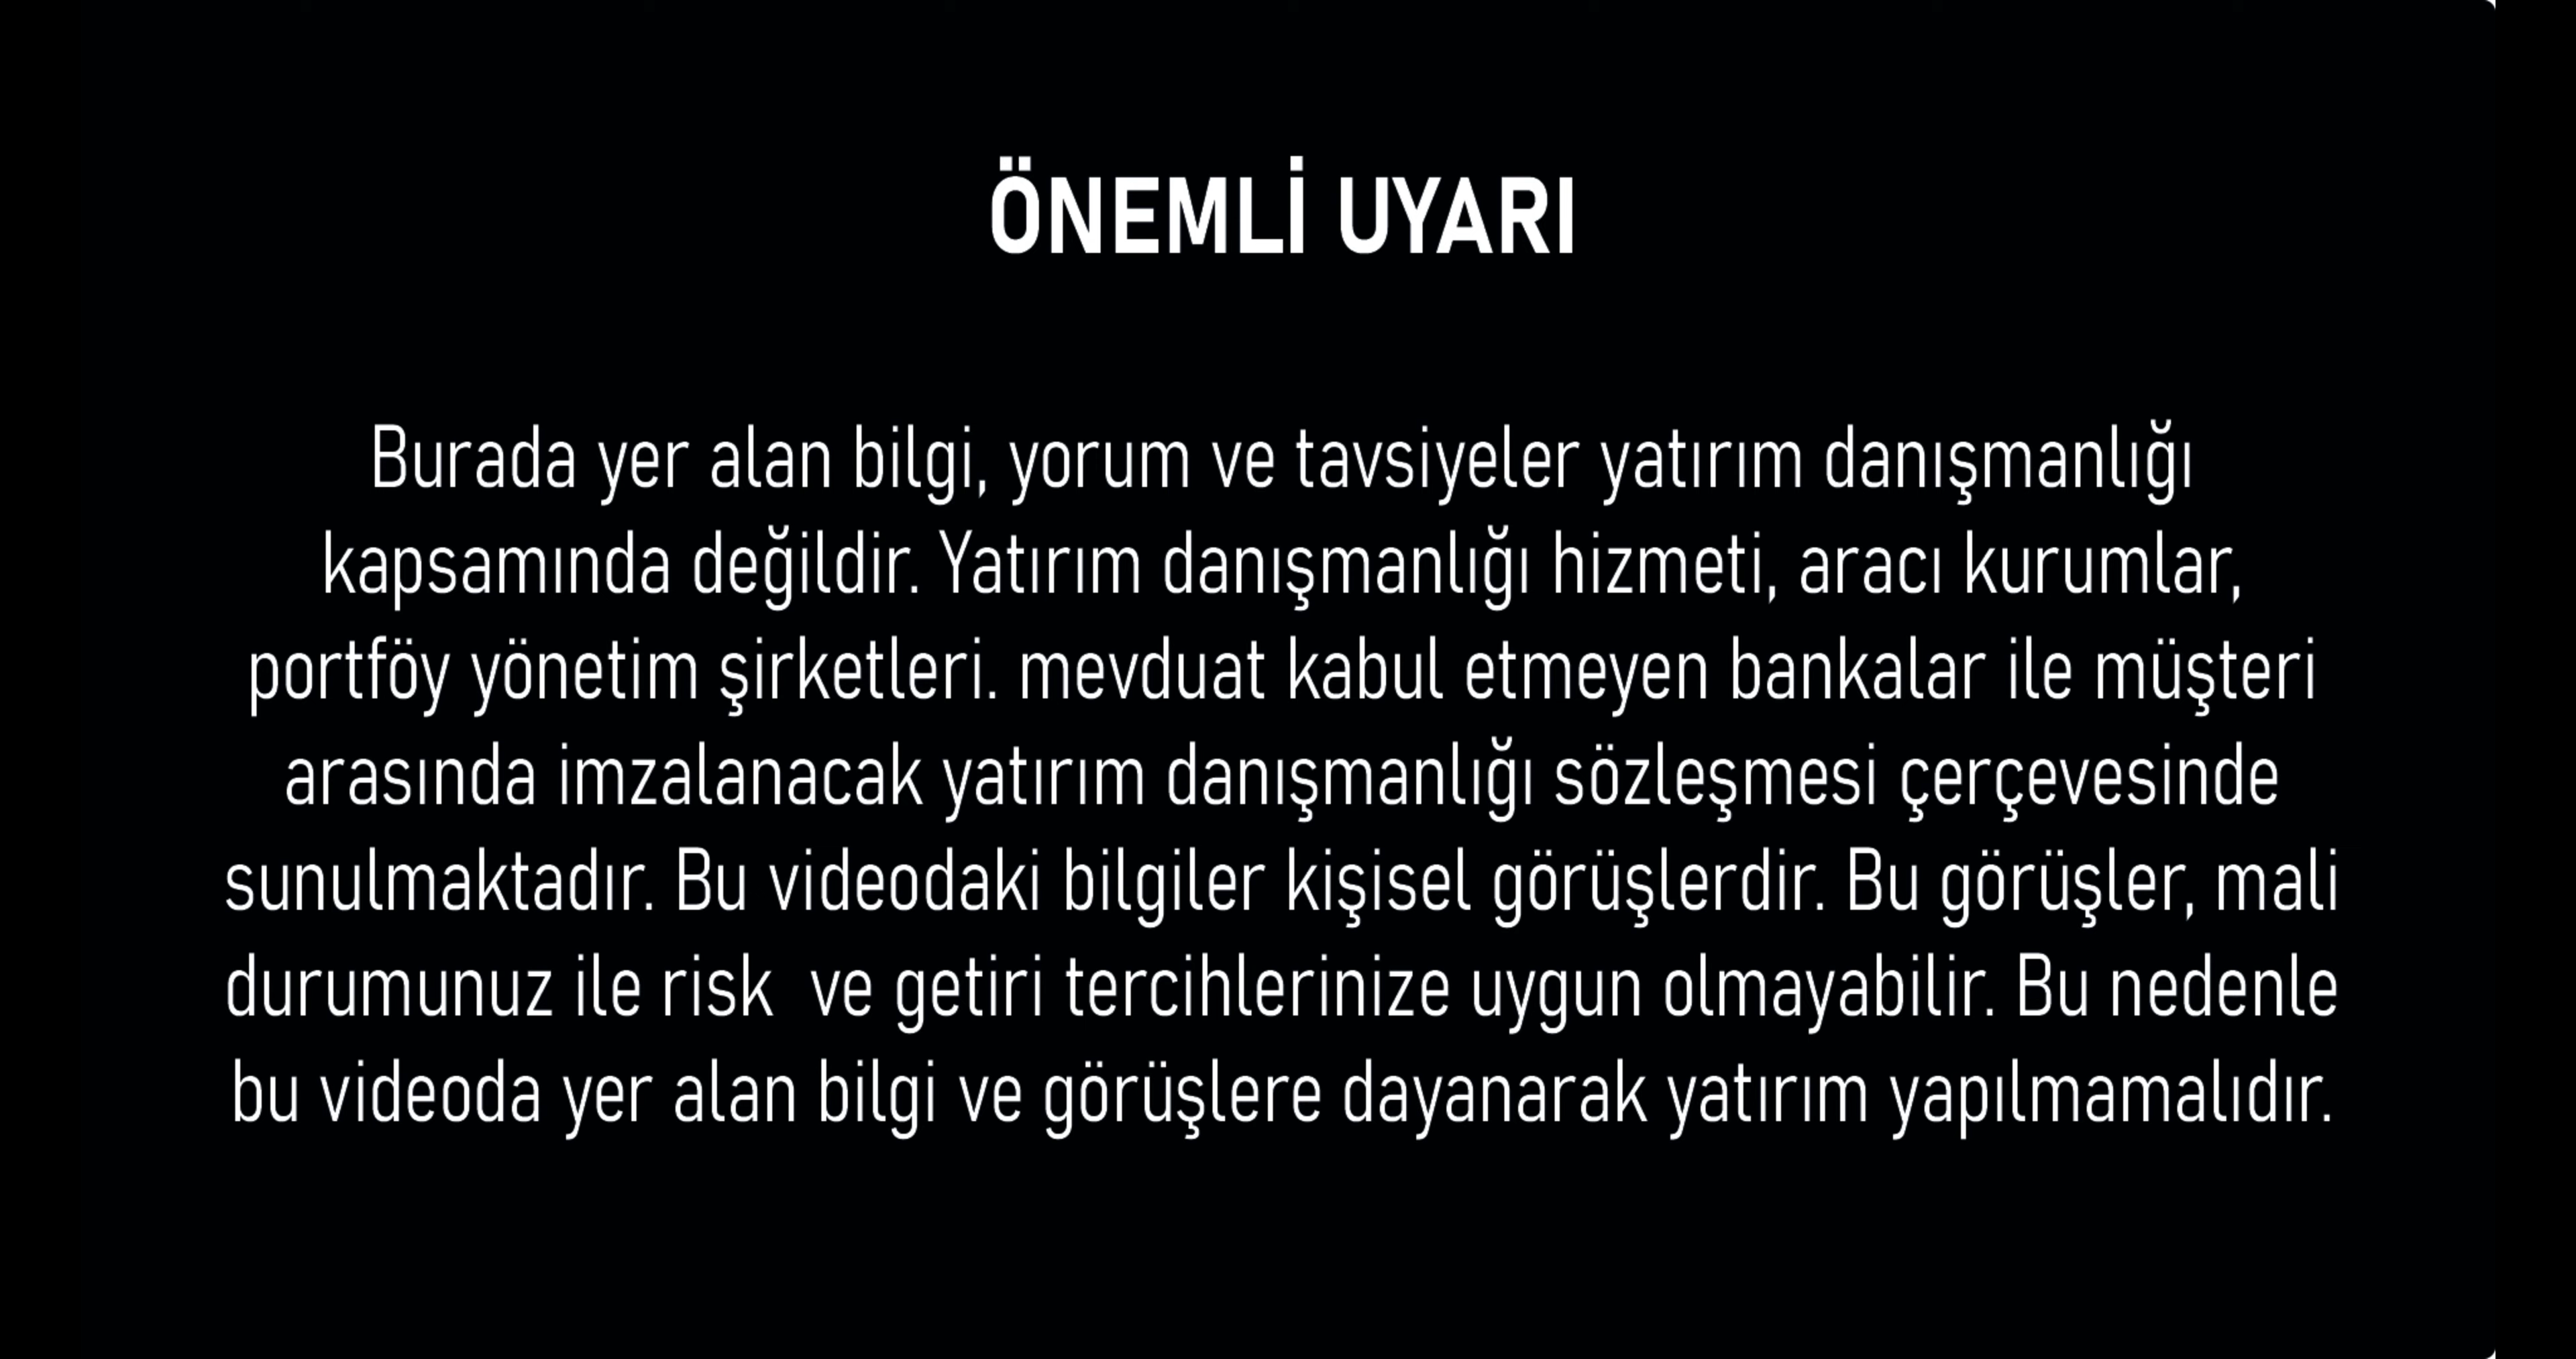 ÖNEMLİ UYARI
Burada yer alan bilgi, yorum ve tavsiyeler yatırım danışmanlığı
kapsamında değildir. Yatırım danışmanlığı hizmeti, aracı kurumlar,
portföy yönetim şirketleri. mevduat kabul etmeyen bankalar ile müşteri
arasında imzalanacak yatırım danışmanlığı sözleşmesi çerçevesinde
sunulmaktadır. Bu videodaki bilgiler kişisel görüşlerdir. Bu görüşler, mali
durumunuz ile risk  ve getiri tercihlerinize uygun olmayabilir. Bu nedenle
bu videoda yer alan bilgi ve görüşlere dayanarak yatırım yapılmamalıdır.